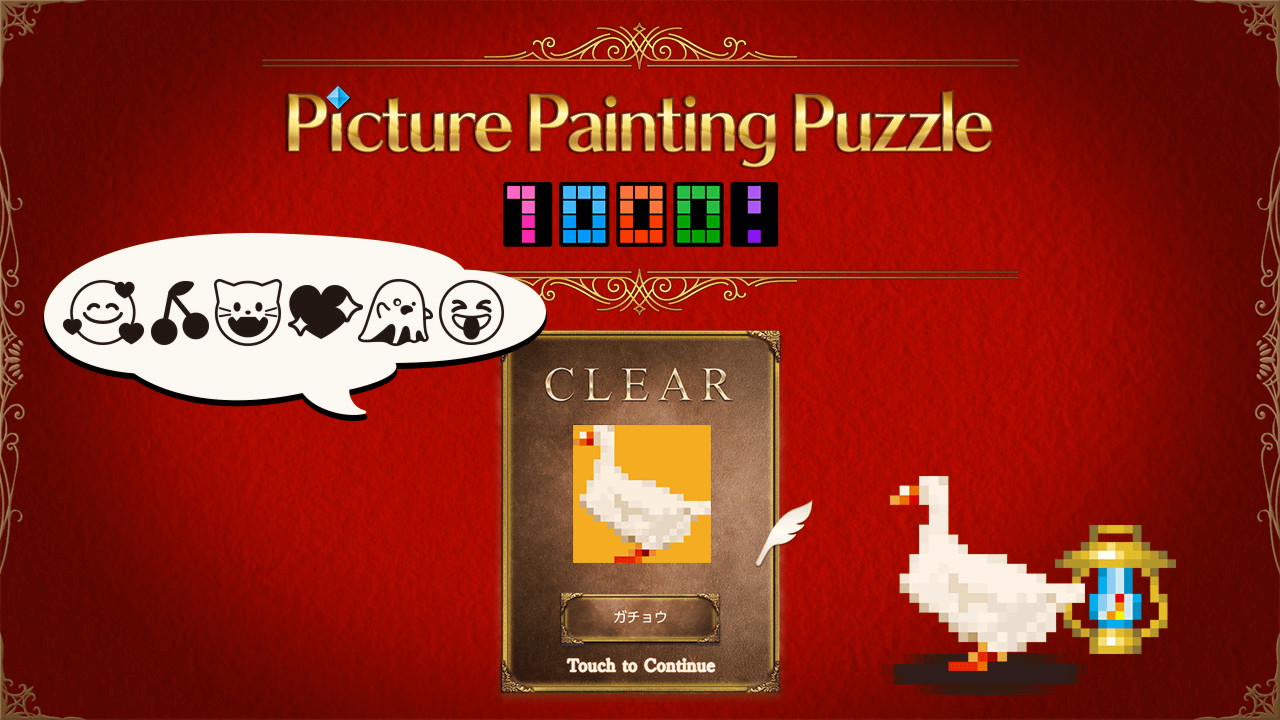 Picture Painting Puzzle
1000!
🥰🍒😺💖👻😝
CLEAR
ガチョウ
Touch to Continue